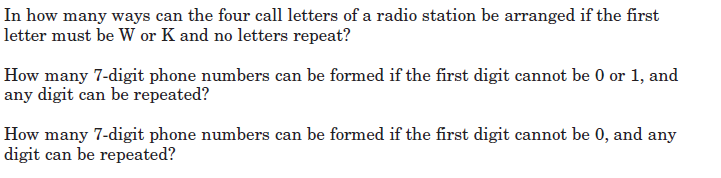 In how many ways can the four call letters of a radio station be arranged if the first
letter must be W or K and no letters repeat?
How many 7-digit phone numbers can be formed if the first digit cannot be 0 or 1, and
any digit can be repeated?
How many 7-digit phone numbers can be formed if the first digit cannot be 0, and any
digit can be repeated?